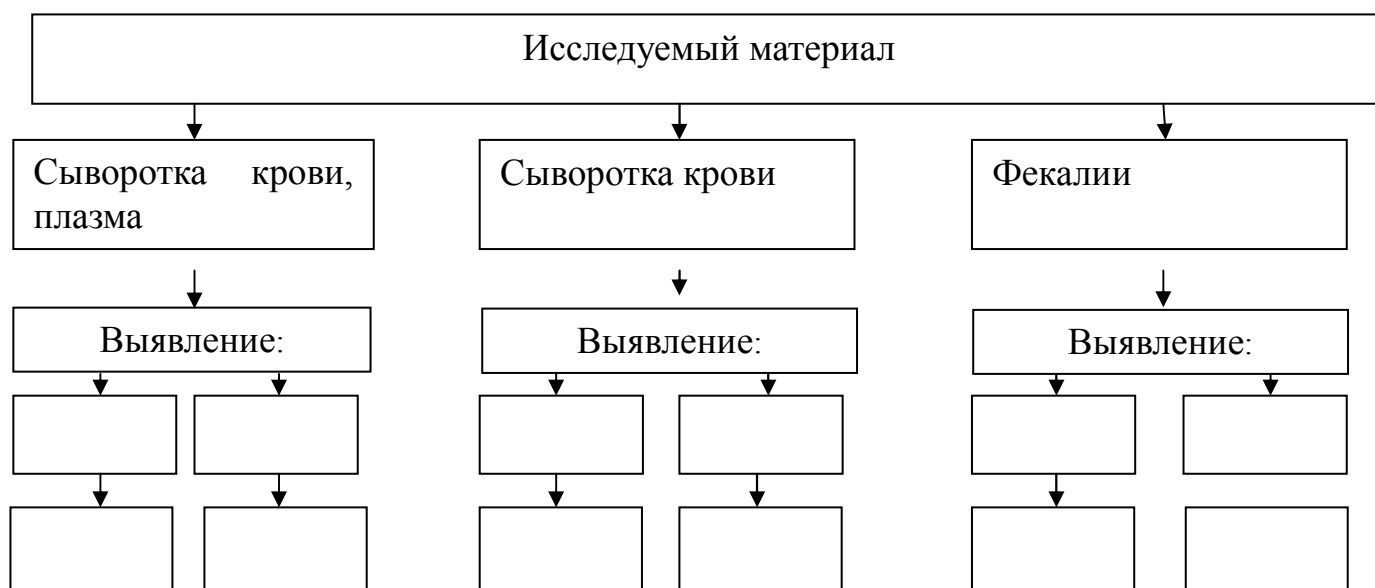 Исследуемый материал
Сыворотка крови,
плазма
Сыворотка крови
Фекалии
Выявление:
Выявление:
Выявление: